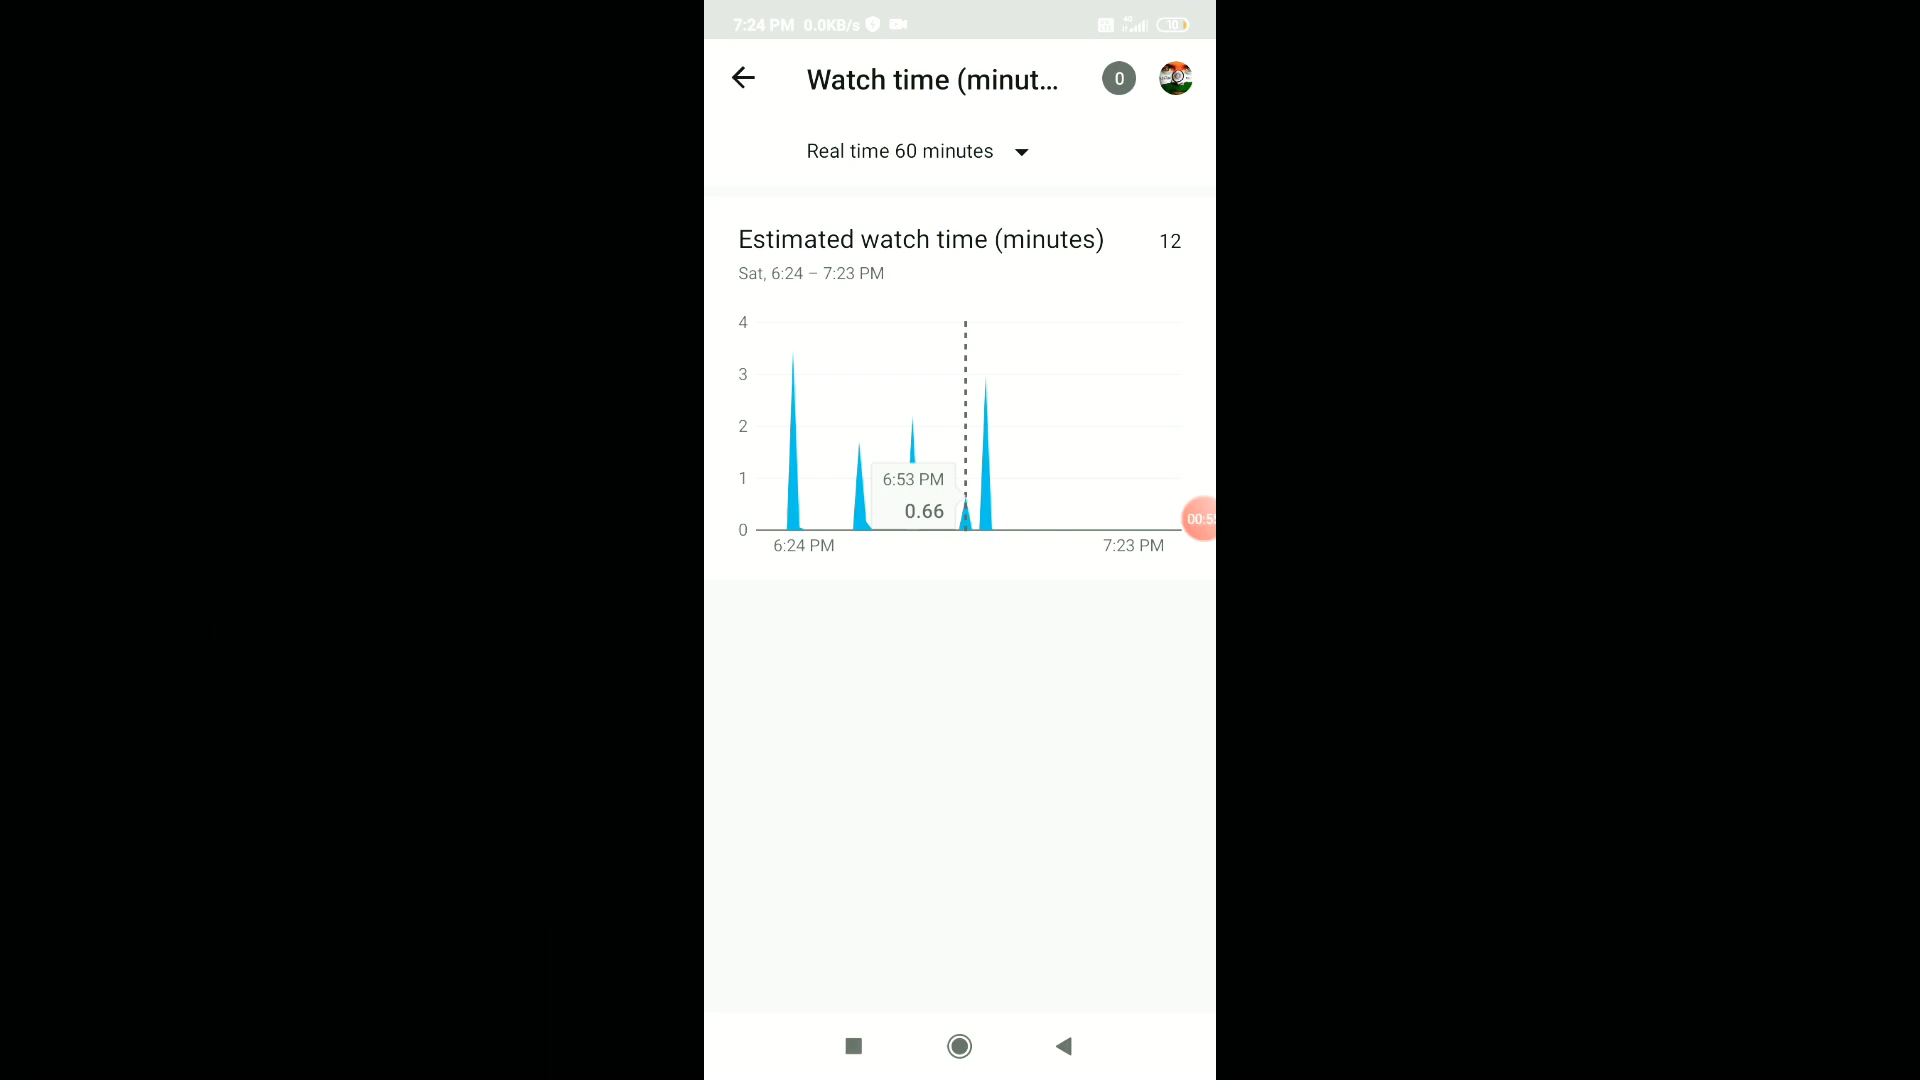 7:24 PM 0.0KB/s
4G
10
Watch time (minut...
0
Real time 60 minutes
Estimated watch time (minutes) 12
Sat, 6:24 – 7:23 PM
4
3
2
1
6:53 PM
0.66
0
6:24 PM 7:23 PM